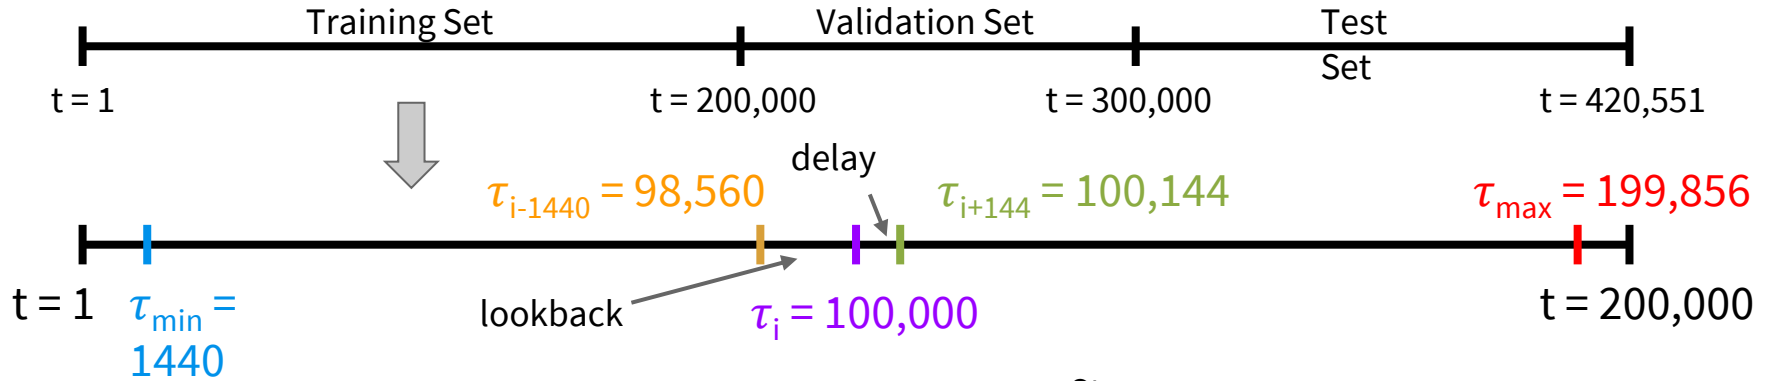 Training Set
Validation Set
Test
Set
t = 1
t = 200,000
t = 300,000
t = 420,551
delay
τi-1440 = 98,560
τi+144 = 100,144
τmax = 199,856
t = 1
τmin =
1440
lookback
τi = 100,000
t = 200,000